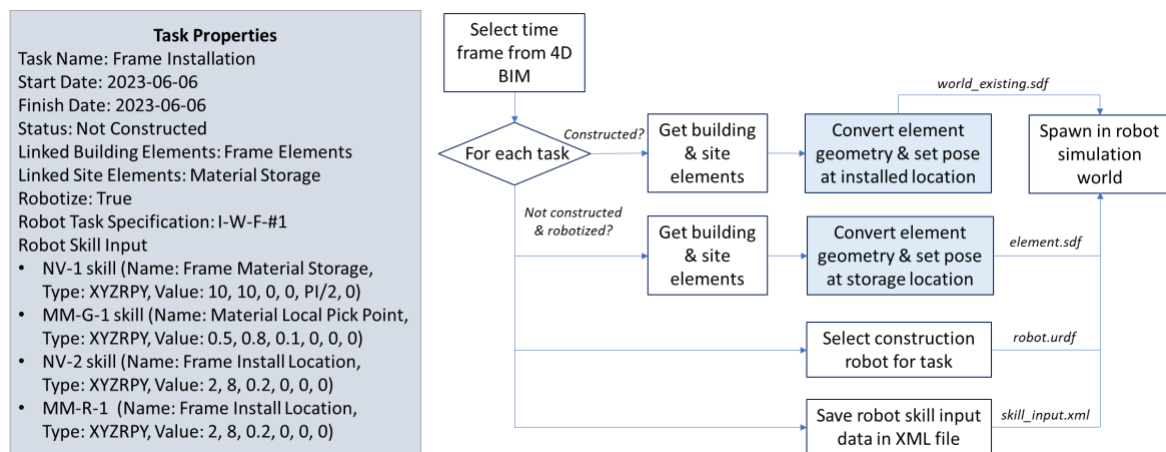 Task Properties
Task Name: Frame Installation
Start Date: 2023-06-06
Finish Date: 2023-06-06
Status: Not Constructed
Linked Building Elements: Frame Elements
Linked Site Elements: Material Storage
Robotize: True
Robot Task Specification: I-W-F-#1
Robot Skill Input
• NV-1 skill (Name: Frame Material Storage,
Type: XYZRPY, Value: 10, 10, 0, 0, PI/2, 0)
• MM-G-1 skill (Name: Material Local Pick Point,
Type: XYZRPY, Value: 0.5, 0.8, 0.1, 0, 0, 0)
• NV-2 skill (Name: Frame Install Location,
Type: XYZRPY, Value: 2, 8, 0.2, 0, 0, 0)
• MM-R-1 (Name: Frame Install Location,
Type: XYZRPY, Value: 2, 8, 0.2, 0, 0, 0)
Select time
frame from 4D
BIM
For each task
Constructed?
Get building
& site
elements
Convert element
geometry & set pose
at installed location
world_existing.sdf
Spawn in robot
simulation
world
Not constructed
& robotized?
Get building
& site
elements
Convert element
geometry & set pose
at storage location
element.sdf
Select construction
robot for task
robot.urdf
Save robot skill input
data in XML file
skill_input.xml